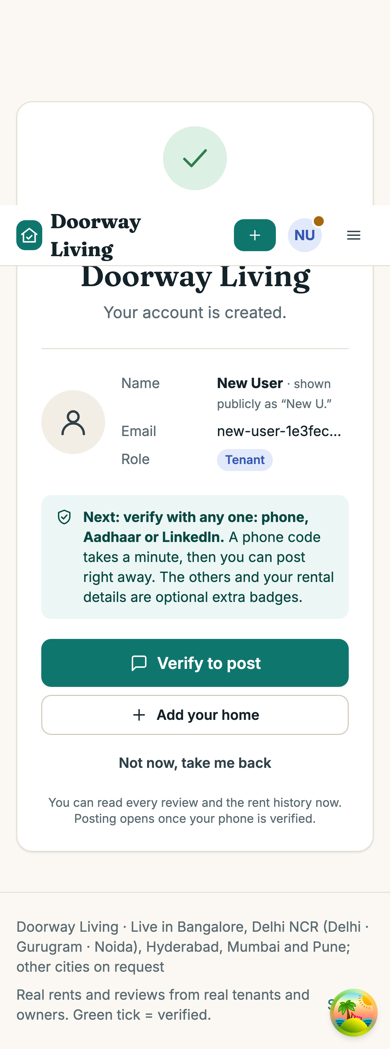 Doorway
Living
NU
Doorway Living
Your account is created.
Name
New User · shown
publicly as “New U.”
Email
new-user-1e3fec...
Role
Tenant
Next: verify with any one: phone,
Aadhaar or LinkedIn. A phone code
takes a minute, then you can post
right away. The others and your rental
details are optional extra badges.
Verify to post
Add your home
Not now, take me back
You can read every review and the rent history now.
Posting opens once your phone is verified.
Doorway Living · Live in Bangalore, Delhi NCR (Delhi ·
Gurugram · Noida), Hyderabad, Mumbai and Pune;
other cities on request
Real rents and reviews from real tenants and
owners. Green tick = verified.